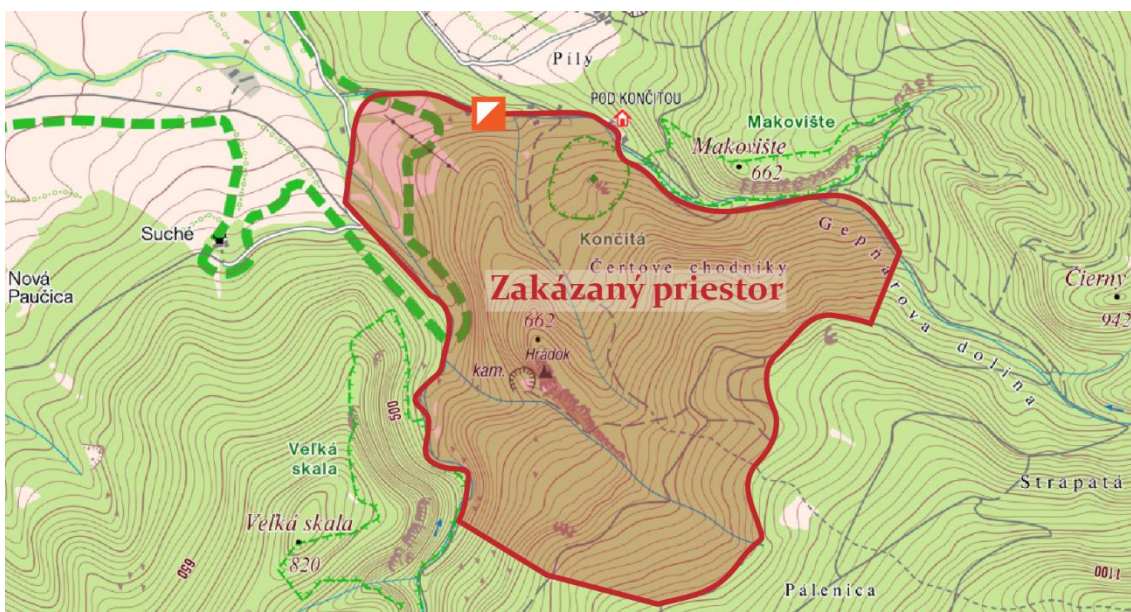 Píly
POD KONČITOU
Makovište
Makovište
662
Suché
Končitá
Gepňárova dolina
Nová
Paučica
Čertove chodníky
Zakázaný priestor
Čierny
942
662
Hrádok
kam.
500
Veľká
skala
Strapatá
Veľká skala
820
650
Pálenica
1100